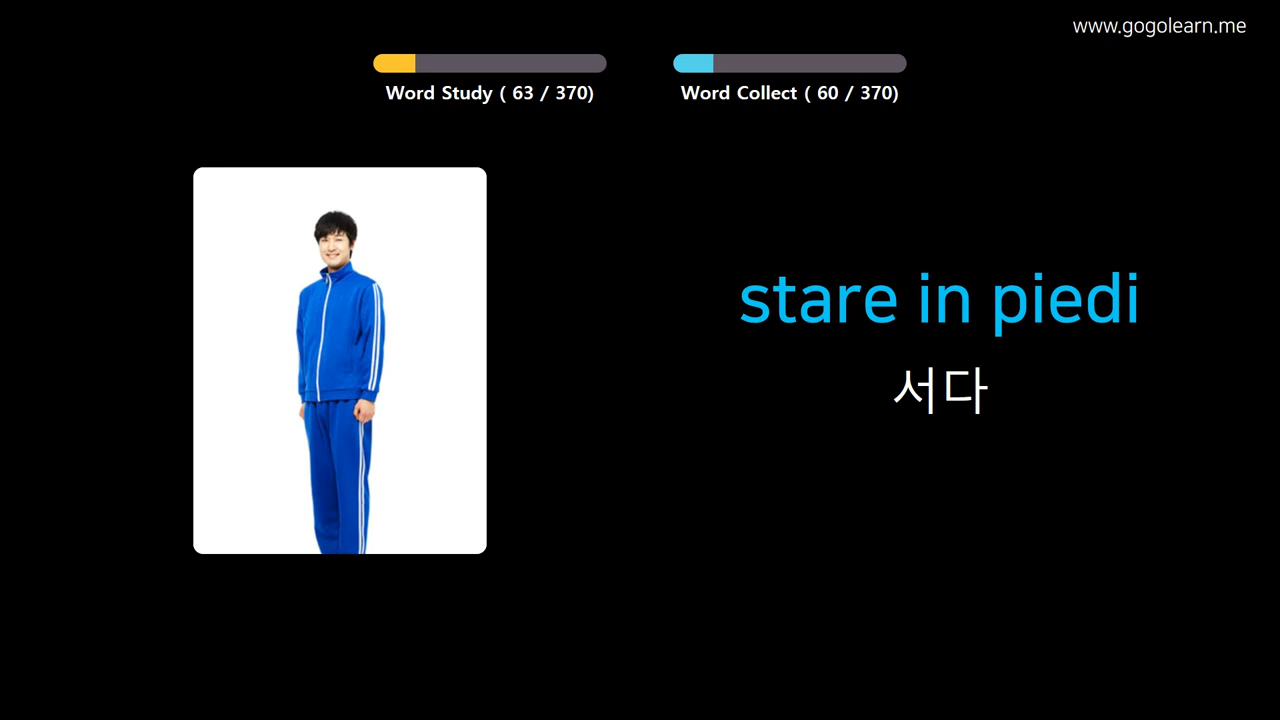 www.gogolearn.me
Word Study ( 63 / 370)
Word Collect ( 60 / 370)
stare in piedi
서다